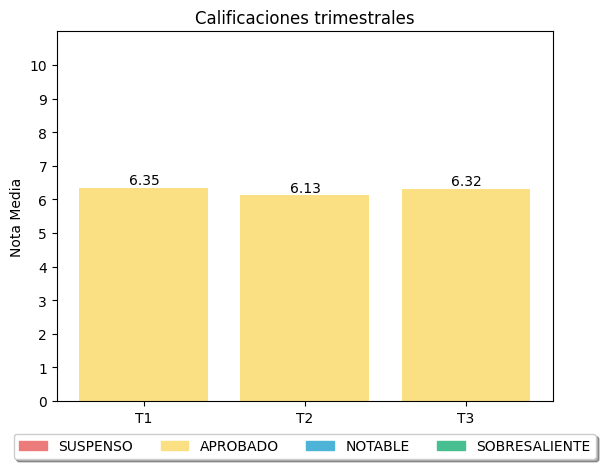 Calificaciones trimestrales
Nota Media
10
9
8
7
6
5
4
3
2
1
0
6.35
6.13
6.32
T1
T2
T3
SUSPENSO
APROBADO
NOTABLE
SOBRESALIENTE